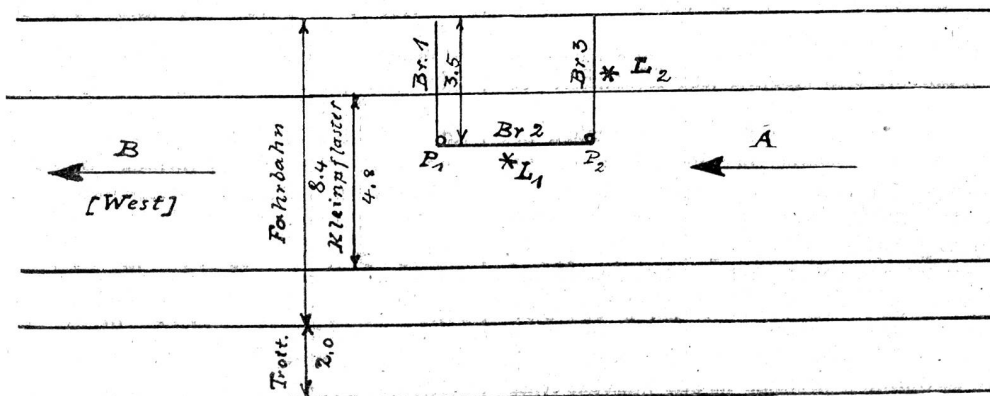 Br. 1
3.5
Br. 3
* L2
Br 2
P1
P2
* L1
A
B
[West]
Fahrbahn
8.4
Kleinpflaster
4.8
Trott.
2.0